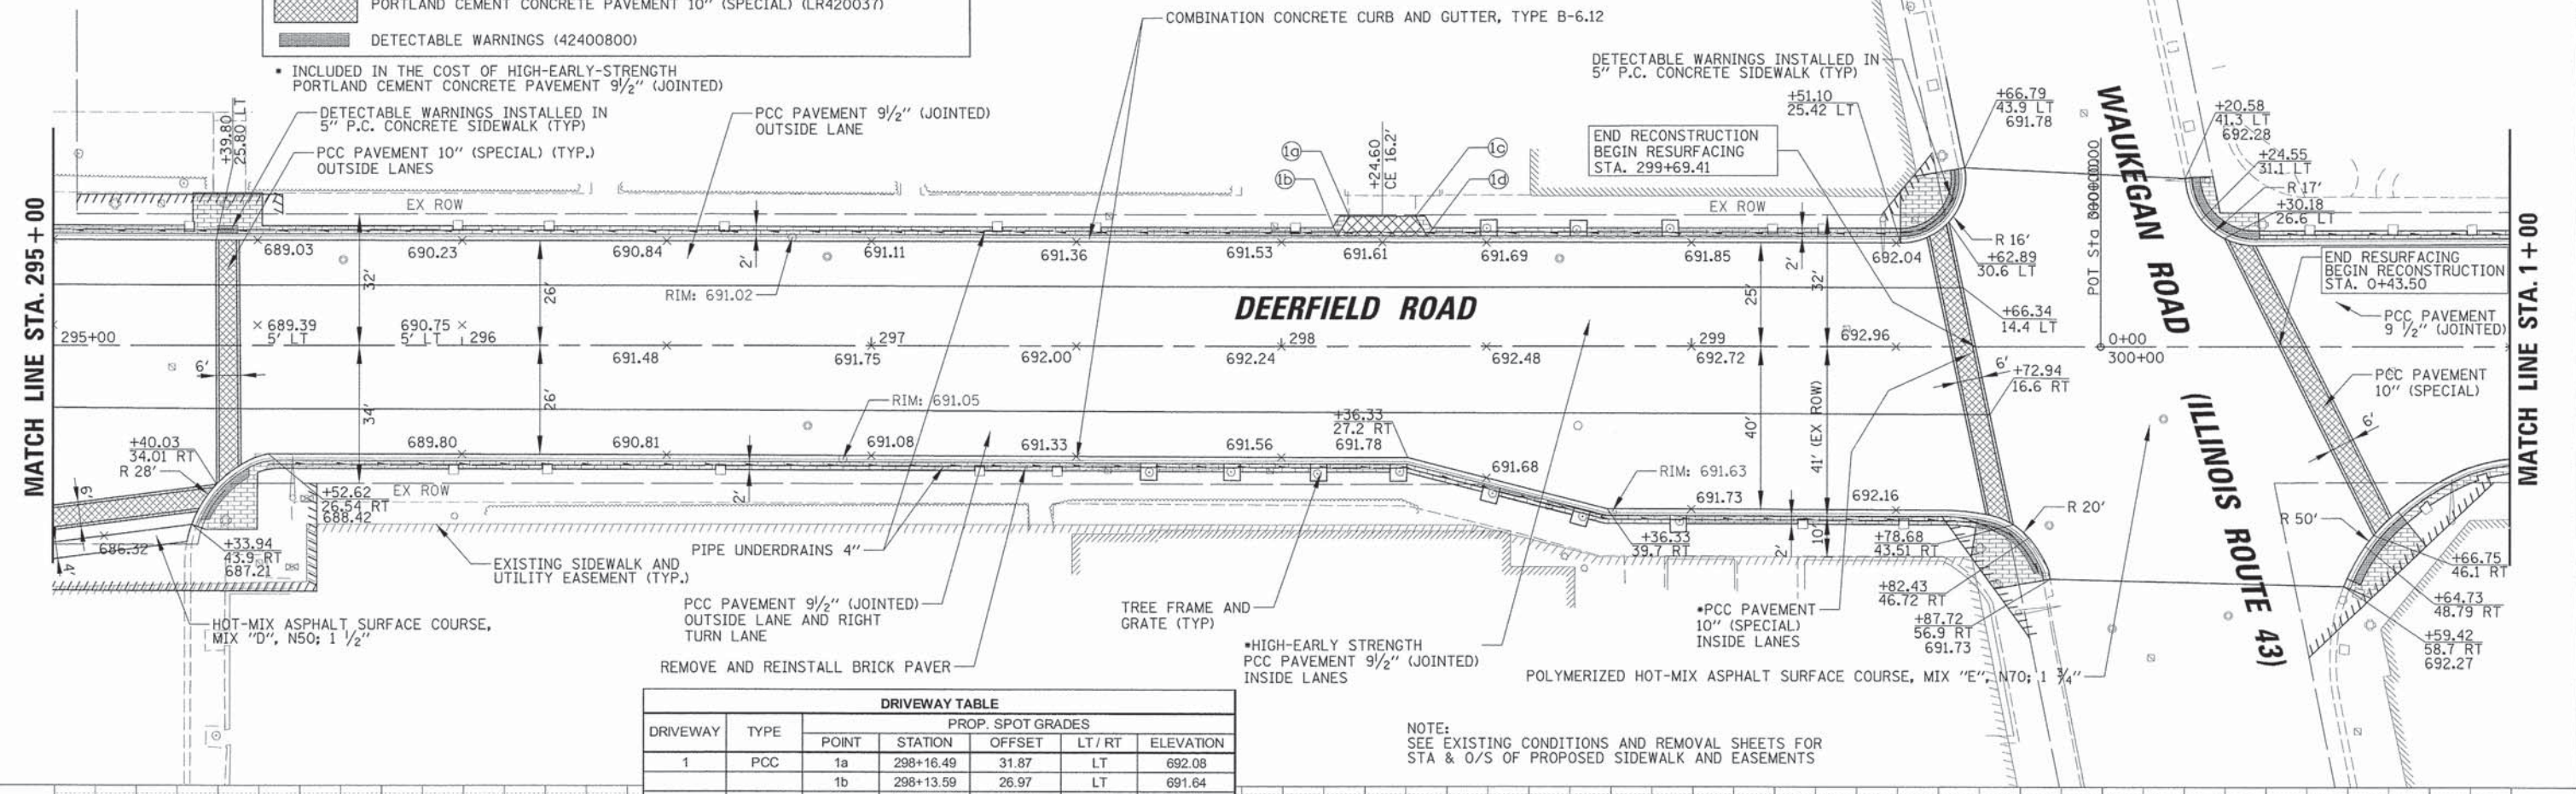 PORTLAND CEMENT CONCRETE PAVEMENT 10" (SPECIAL) (LR420037)
DETECTABLE WARNINGS (42400800)
* INCLUDED IN THE COST OF HIGH-EARLY-STRENGTH
PORTLAND CEMENT CONCRETE PAVEMENT 9½" (JOINTED)
+39.80
25.80 LT
DETECTABLE WARNINGS INSTALLED IN
5" P.C. CONCRETE SIDEWALK (TYP)
PCC PAVEMENT 10" (SPECIAL) (TYP.)
OUTSIDE LANES
PCC PAVEMENT 9½" (JOINTED)
OUTSIDE LANE
COMBINATION CONCRETE CURB AND GUTTER, TYPE B-6.12
1a
1b
+24.60
CE 16.2'
1c
1d
DETECTABLE WARNINGS INSTALLED IN
5" P.C. CONCRETE SIDEWALK (TYP)
+51.10
25.42 LT
END RECONSTRUCTION
BEGIN RESURFACING
STA. 299+69.41
+66.79
43.9 LT
691.78
WAUKEGAN ROAD
(ILLINOIS ROUTE 43)
+20.58
41.3 LT
692.28
+24.55
31.1 LT
R 17'
+30.18
26.6 LT
MATCH LINE STA. 295+00
EX ROW
EX ROW
689.03
690.23
690.84
691.11
691.36
691.53
691.61
691.69
691.85
692.04
R 16'
+62.89
30.6 LT
END RESURFACING
BEGIN RECONSTRUCTION
STA. 0+43.50
MATCH LINE STA. 1+00
32'
26'
2'
RIM: 691.02
DEERFIELD ROAD
25'
2'
32'
+66.34
14.4 LT
POT Sta
PCC PAVEMENT
9 ½" (JOINTED)
295+00
689.39
5' LT
690.75
5' LT
296
691.48
297
691.75
692.00
298
692.24
692.48
299
692.72
692.96
0+00
300+00
6'
34'
26'
RIM: 691.05
40'
41' (EX ROW)
6'
+72.94
16.6 RT
PCC PAVEMENT
10" (SPECIAL)
6'
+40.03
34.01 RT
R 28'
689.80
690.81
691.08
691.33
691.56
+36.33
27.2 RT
691.78
691.68
RIM: 691.63
691.73
692.16
R 20'
R 50'
6'
+52.62
26.54 RT
688.42
EX ROW
2'
686.32
4'
+33.94
43.9 RT
687.21
EXISTING SIDEWALK AND
UTILITY EASEMENT (TYP.)
PIPE UNDERDRAINS 4"
+36.33
39.7 RT
2'
10'
+78.68
43.51 RT
+82.43
46.72 RT
+87.72
56.9 RT
691.73
+66.75
46.1 RT
+64.73
48.79 RT
+59.42
58.7 RT
692.27
HOT-MIX ASPHALT SURFACE COURSE,
MIX "D", N50; 1 ½"
PCC PAVEMENT 9½" (JOINTED)
OUTSIDE LANE AND RIGHT
TURN LANE
REMOVE AND REINSTALL BRICK PAVER
TREE FRAME AND
GRATE (TYP)
*HIGH-EARLY STRENGTH
PCC PAVEMENT 9½" (JOINTED)
INSIDE LANES
*PCC PAVEMENT
10" (SPECIAL)
INSIDE LANES
POLYMERIZED HOT-MIX ASPHALT SURFACE COURSE, MIX "E", N70; 1 ¾"
DRIVEWAY TABLE
DRIVEWAY TYPE PROP. SPOT GRADES
POINT STATION OFFSET LT / RT ELEVATION
1 PCC 1a 298+16.49 31.87 LT 692.08
1b 298+13.59 26.97 LT 691.64
NOTE:
SEE EXISTING CONDITIONS AND REMOVAL SHEETS FOR
STA & O/S OF PROPOSED SIDEWALK AND EASEMENTS